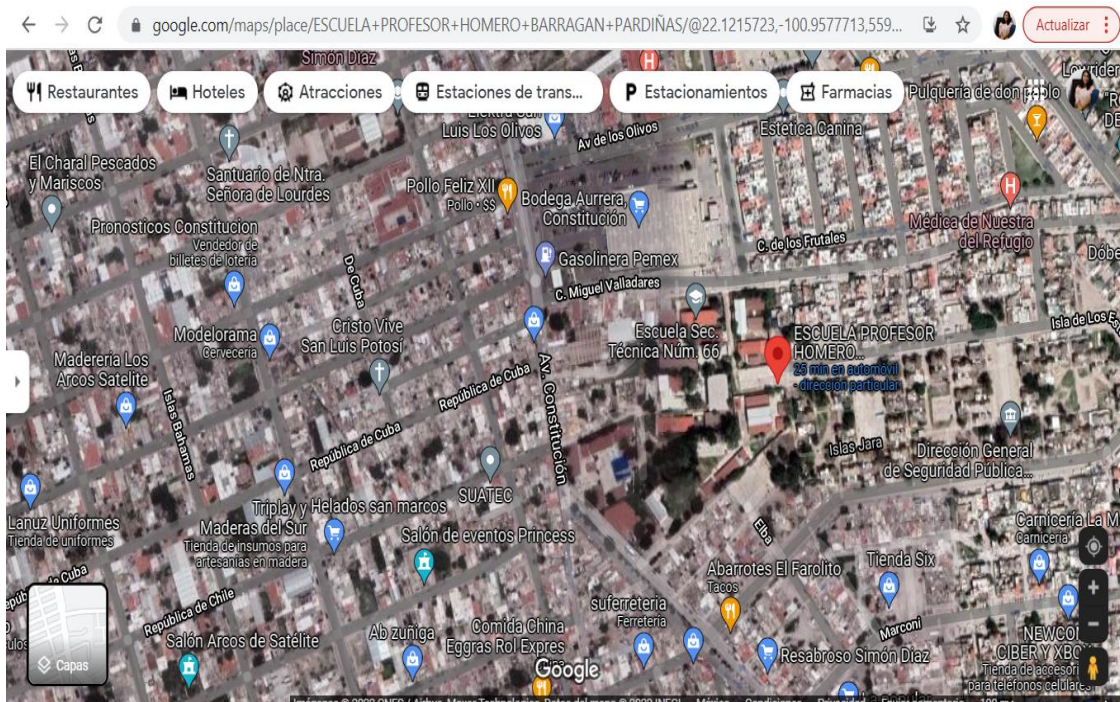 google.com/maps/place/ESCUELA+PROFESOR+HOMERO+BARRAGAN+PARDIÑAS/@22.1215723,-100.9577713,559...
Actualizar
Simón Diaz
Restaurantes
Hoteles
Atracciones
Estaciones de trans...
Estacionamientos
Farmacias
Pulquería de don pablo
Lowrider
Luis Los Olivos
Av de los Olivos
Estetica Canina
El Charal Pescados
y Mariscos
Santuario de Ntra.
Señora de Lourdes
Pollo Feliz XII
Pollo • $$
Bodega Aurrera,
Constitución
Médica de Nuestra
del Refugio
Pronosticos Constitucion
Vendedor de
billetes de lotería
De Cuba
Gasolinera Pemex
C. de los Frutales
C. Miguel Valladares
Modelorama
Cervecería
Cristo Vive
San Luis Potosí
Escuela Sec.
Técnica Núm. 66
ESCUELA PROFESOR
HOMERO...
25 min en automóvil
- dirección particular
Isla de Los E
Maderería Los
Arcos Satelite
República de Cuba
Av. Constitución
Islas Bahamas
República de Cuba
Islas Jara
Dirección General
de Seguridad Pública...
SUATEC
Lanuz Uniformes
Tienda de uniformes
Triplay y
Maderas del Sur
Tienda de insumos para
artesanías en madera
Helados san marcos
Salón de eventos Princess
Elba
Carnicería La M
Carnicería
Abarrotes El Farolito
Tacos
Tienda Six
República de Chile
Salón Arcos de Satélite
Ab zuñiga
Comida China
Eggras Rol Expres
suferreteria
Ferretería
Marconi
Resabroso Simón Diaz
NEWCO
CIBER Y XBO
Tienda de accesor
para teléfonos celulares
Capas
Google